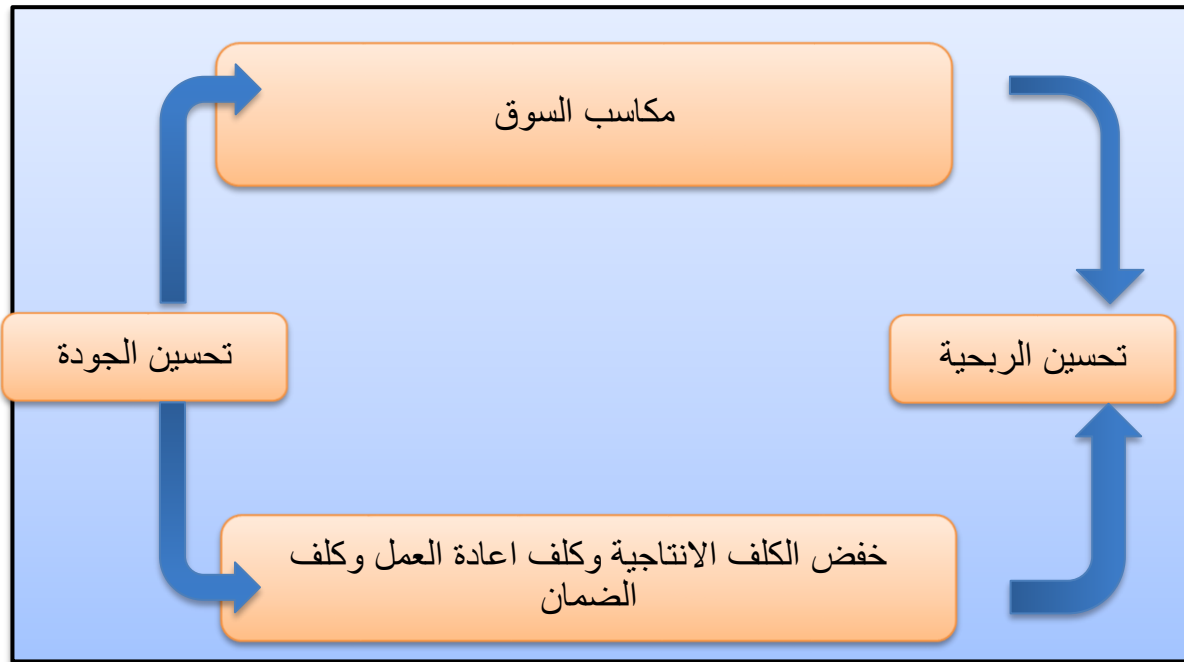 مكاسب السوق
تحسين الجودة
تحسين الربحية
خفض الكلف الانتاجية وكلف اعادة العمل وكلف
الضمان